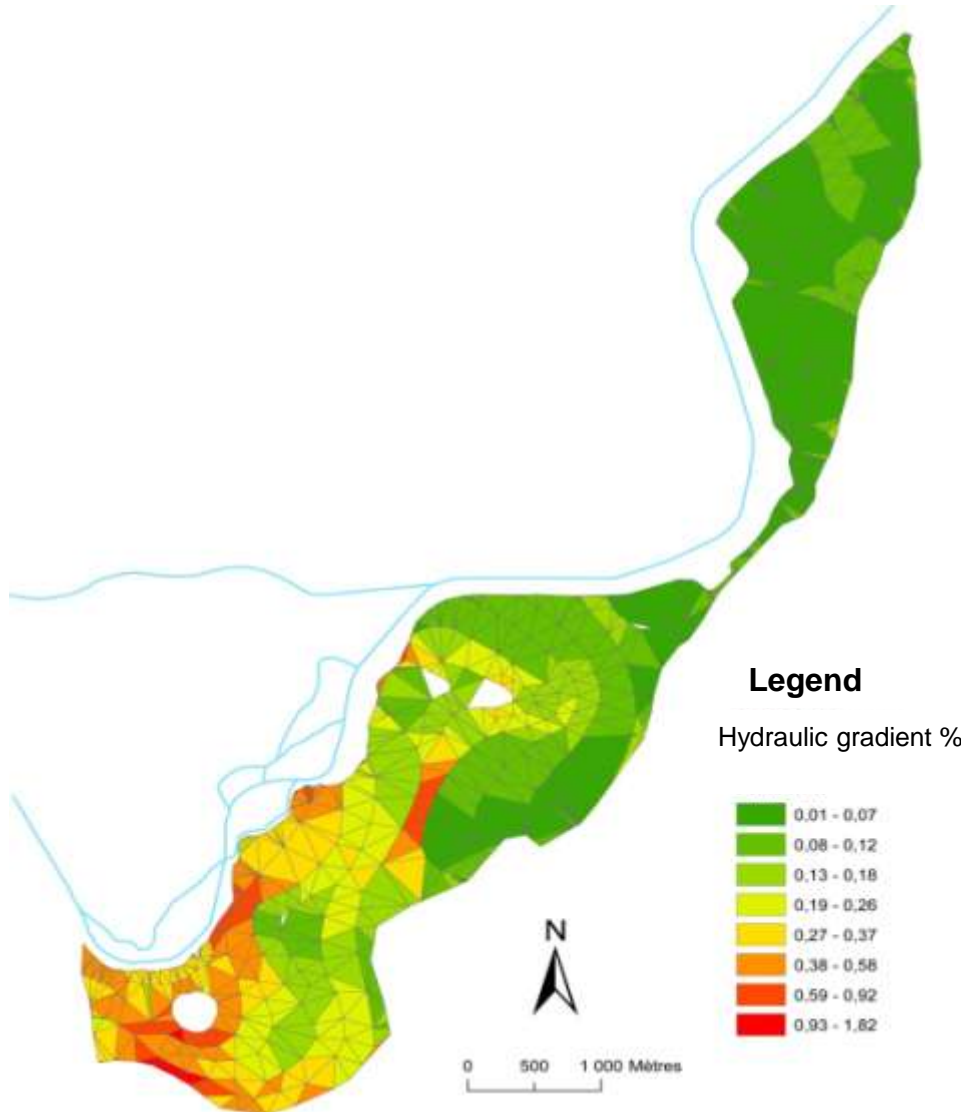 Legend
Hydraulic gradient %
0,01 - 0,07
0,08 - 0,12
0,13 - 0,18
0,19 - 0,26
0,27 - 0,37
0,38 - 0,58
0,59 - 0,92
0,93 - 1,82
N
0 500 1 000 Mètres